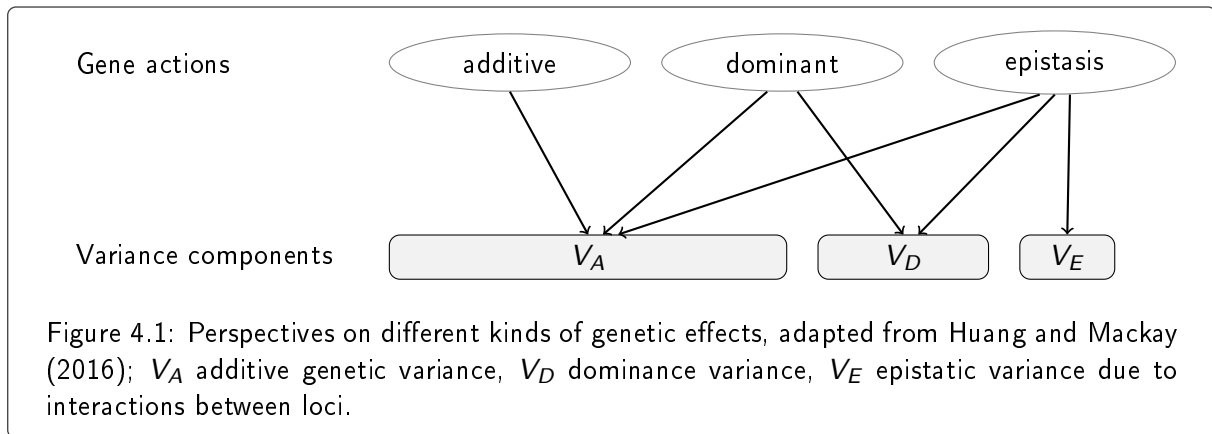 Gene actions additive dominant epistasis
Variance components V_A V_D V_E
Figure 4.1: Perspectives on different kinds of genetic effects, adapted from Huang and Mackay
(2016); V_A additive genetic variance, V_D dominance variance, V_E epistatic variance due to
interactions between loci.